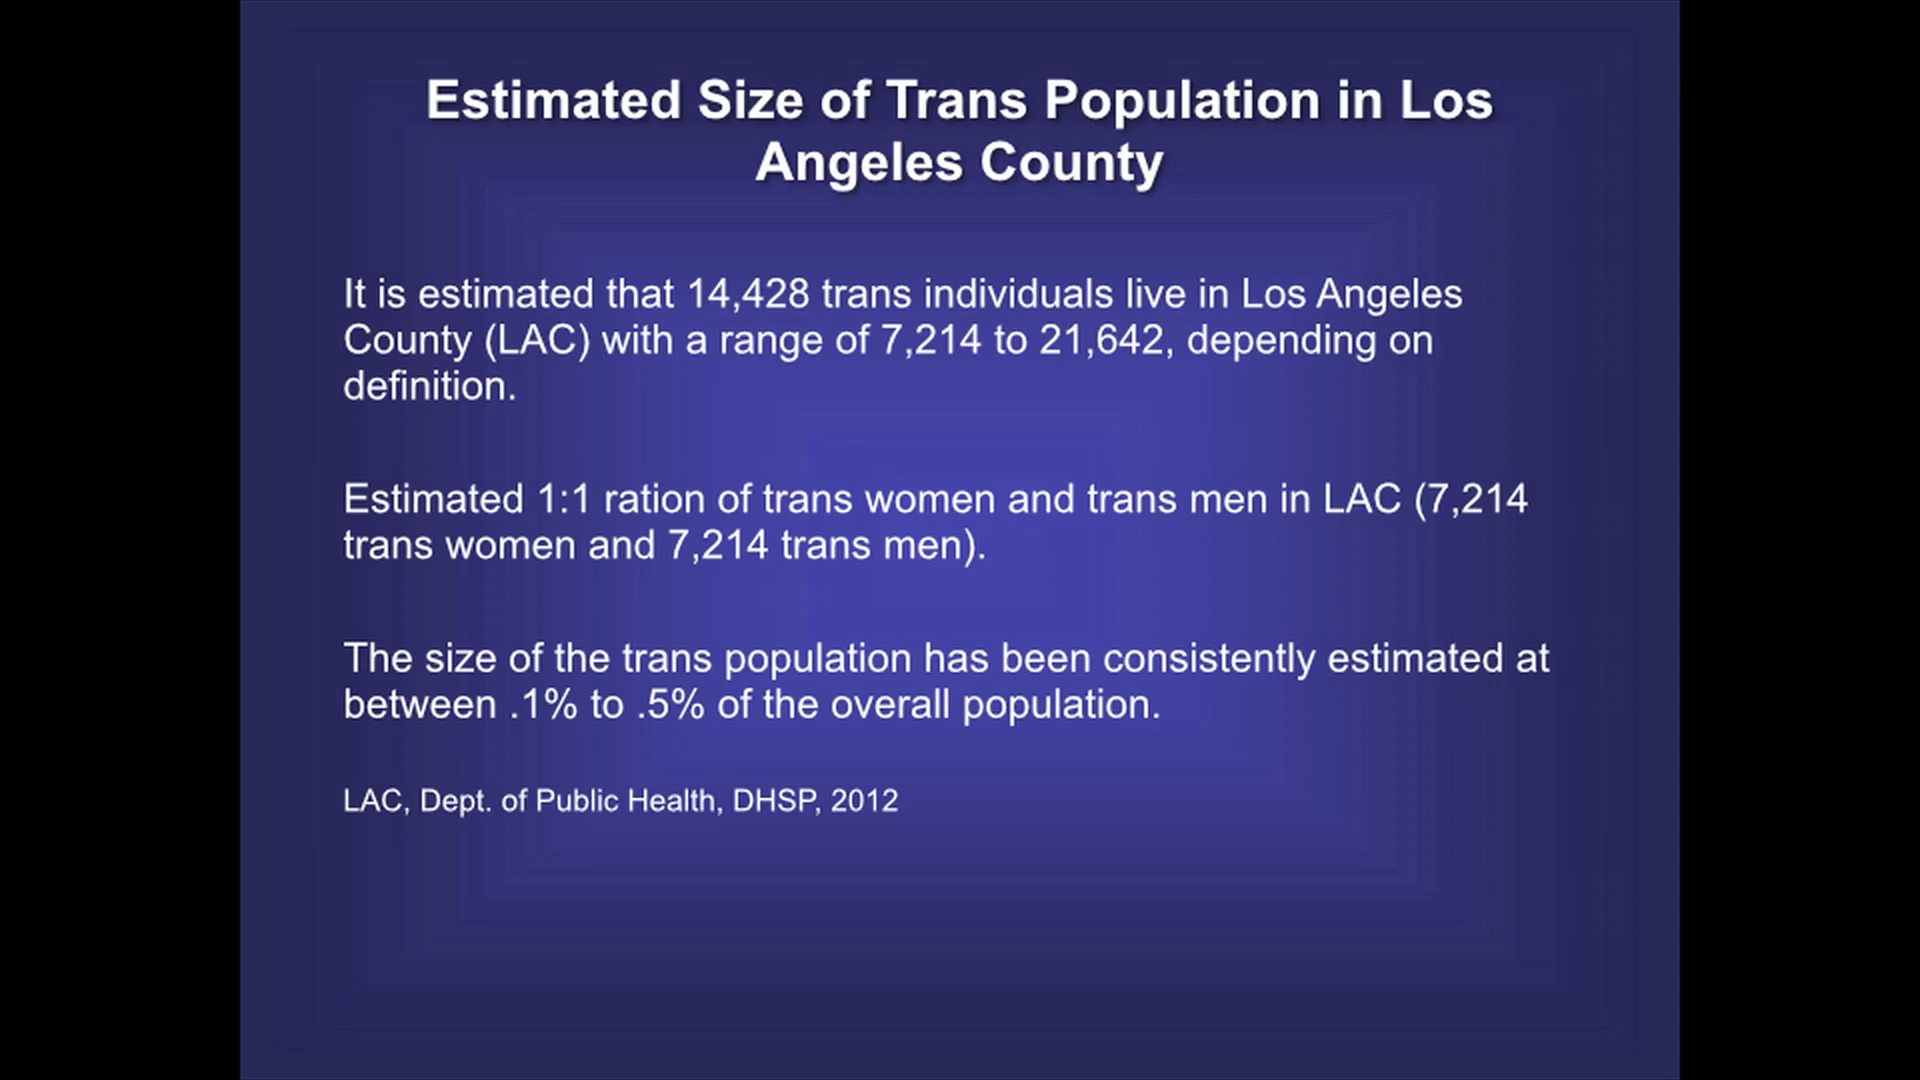 Estimated Size of Trans Population in Los
Angeles County
It is estimated that 14,428 trans individuals live in Los Angeles
County (LAC) with a range of 7,214 to 21,642, depending on
definition.
Estimated 1:1 ration of trans women and trans men in LAC (7,214
trans women and 7,214 trans men).
The size of the trans population has been consistently estimated at
between .1% to .5% of the overall population.
LAC, Dept. of Public Health, DHSP, 2012